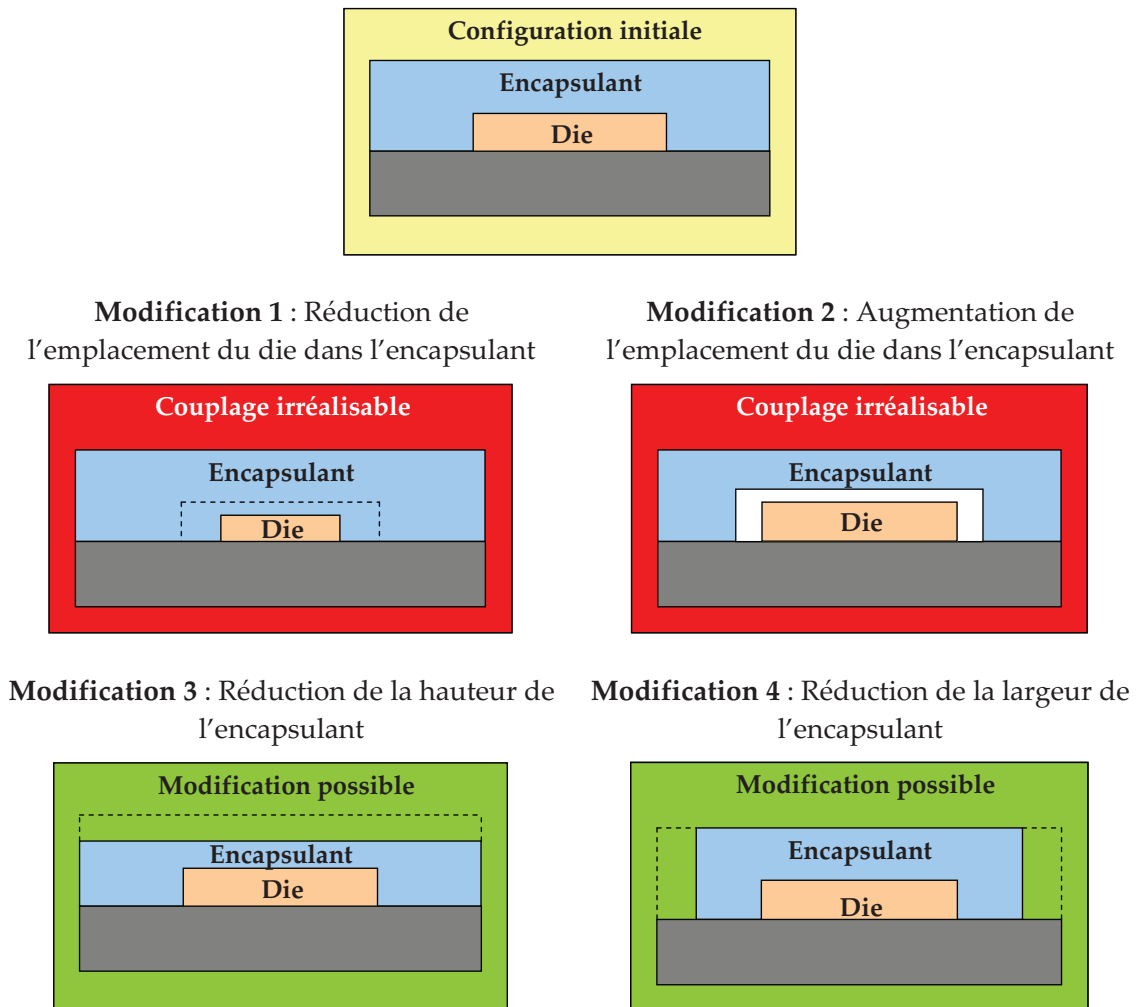 Configuration initiale
Encapsulant
Die
Modification 1 : Réduction de
l’emplacement du die dans l’encapsulant
Couplage irréalisable
Encapsulant
Die
Modification 2 : Augmentation de
l’emplacement du die dans l’encapsulant
Couplage irréalisable
Encapsulant
Die
Modification 3 : Réduction de la hauteur de
l’encapsulant
Modification possible
Encapsulant
Die
Modification 4 : Réduction de la largeur de
l’encapsulant
Modification possible
Encapsulant
Die